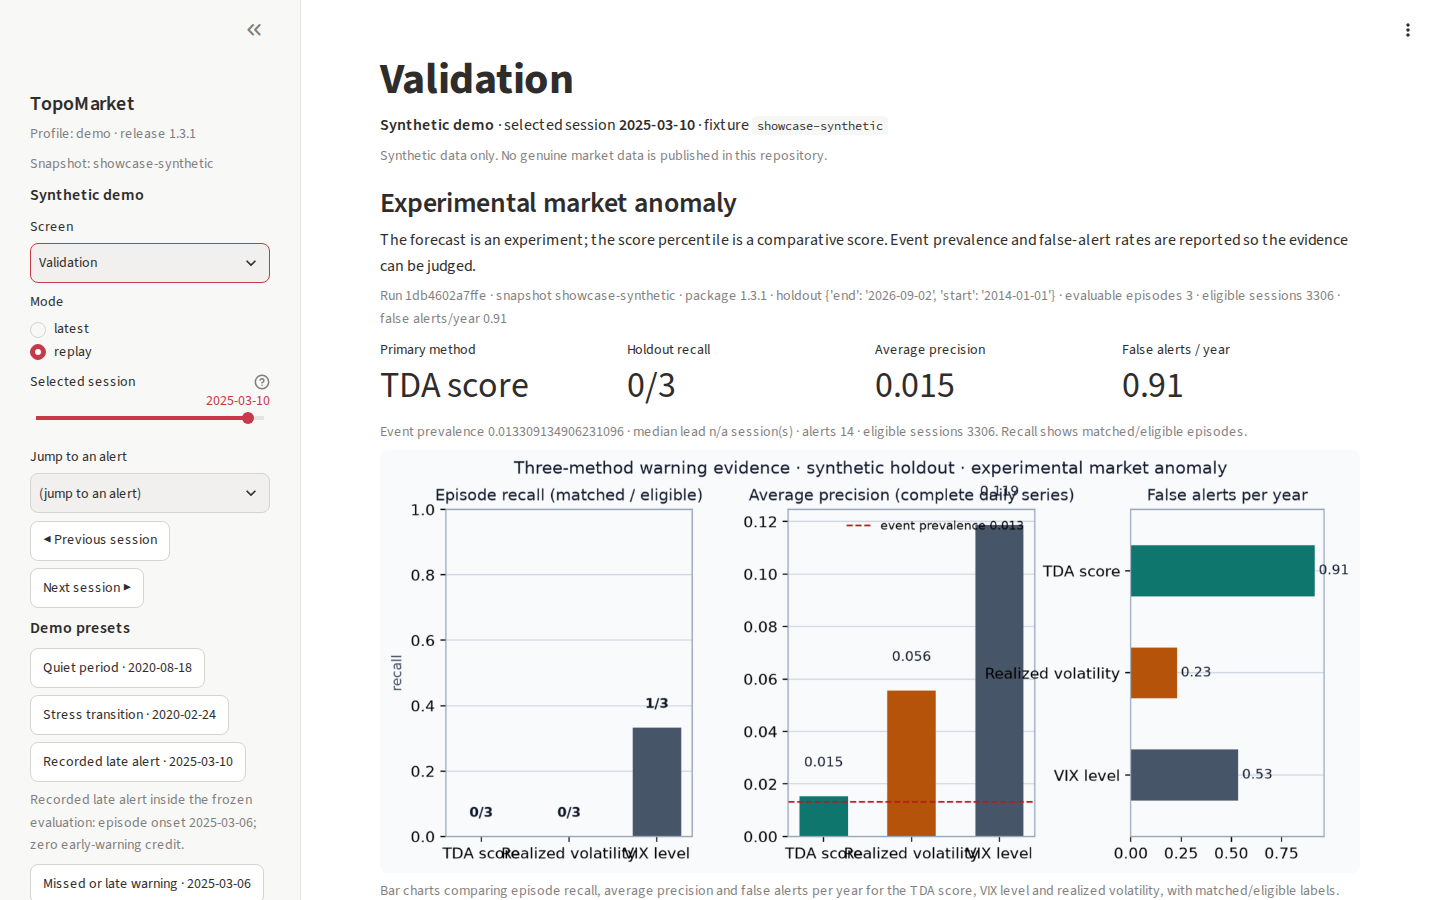 TopoMarket
Profile: demo · release 1.3.1
Snapshot: showcase-synthetic
Synthetic demo
Screen
Validation
Mode
latest
replay
Selected session
2025-03-10
Jump to an alert
(jump to an alert)
◂ Previous session
Next session ▸
Demo presets
Quiet period · 2020-08-18
Stress transition · 2020-02-24
Recorded late alert · 2025-03-10
Recorded late alert inside the frozen
evaluation: episode onset 2025-03-06;
zero early-warning credit.
Missed or late warning · 2025-03-06
Validation
Synthetic demo · selected session 2025-03-10 · fixture showcase-synthetic
Synthetic data only. No genuine market data is published in this repository.
Experimental market anomaly
The forecast is an experiment; the score percentile is a comparative score. Event prevalence and false-alert rates are reported so the evidence
can be judged.
Run 1db4602a7ffe · snapshot showcase-synthetic · package 1.3.1 · holdout {'end': '2026-09-02', 'start': '2014-01-01'} · evaluable episodes 3 · eligible sessions 3306 ·
false alerts/year 0.91
Primary method
TDA score
Holdout recall
0/3
Average precision
0.015
False alerts / year
0.91
Event prevalence 0.013309134906231096 · median lead n/a session(s) · alerts 14 · eligible sessions 3306. Recall shows matched/eligible episodes.
Three-method warning evidence · synthetic holdout · experimental market anomaly
Episode recall (matched / eligible)
1.0
0.8
0.6
0.4
0.2
0.0
recall
0/3
0/3
1/3
TDA score
Realized volatility
VIX level
Average precision (complete daily series)
0.119
event prevalence 0.013
0.12
0.10
0.08
0.06
0.04
0.02
0.00
0.015
0.056
TDA score
Realized volatility
VIX level
False alerts per year
TDA score
0.91
Realized volatility
0.23
VIX level
0.53
0.00 0.25 0.50 0.75
Bar charts comparing episode recall, average precision and false alerts per year for the TDA score, VIX level and realized volatility, with matched/eligible labels.